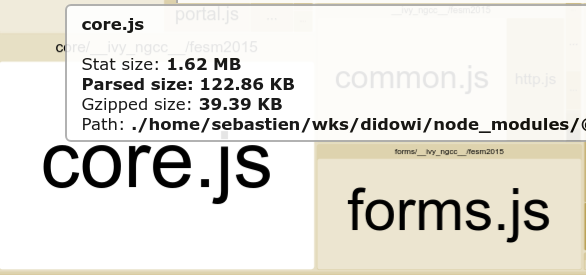 portal.js
core.js
__ivy_ngcc__/fesm2015
core/__ivy_ngcc__/fesm2015
Stat size: 1.62 MB
common.js
http.js
Parsed size: 122.86 KB
Gzipped size: 39.39 KB
Path: ./home/sebastien/wks/didowi/node_modules/@
core.js
forms/__ivy_ngcc__/fesm2015
forms.js